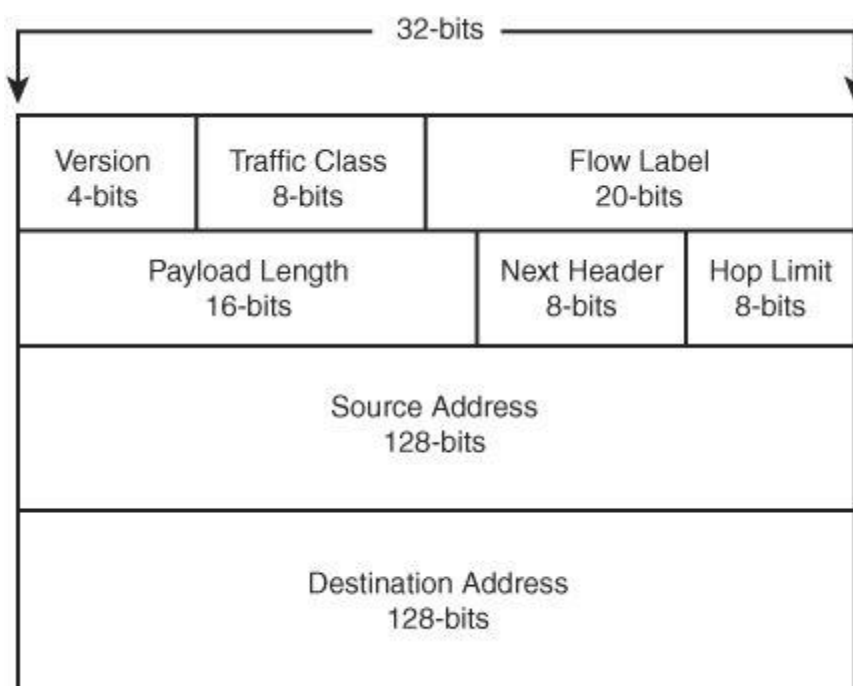 32-bits
Version
4-bits
Traffic Class
8-bits
Flow Label
20-bits
Payload Length
16-bits
Next Header
8-bits
Hop Limit
8-bits
Source Address
128-bits
Destination Address
128-bits